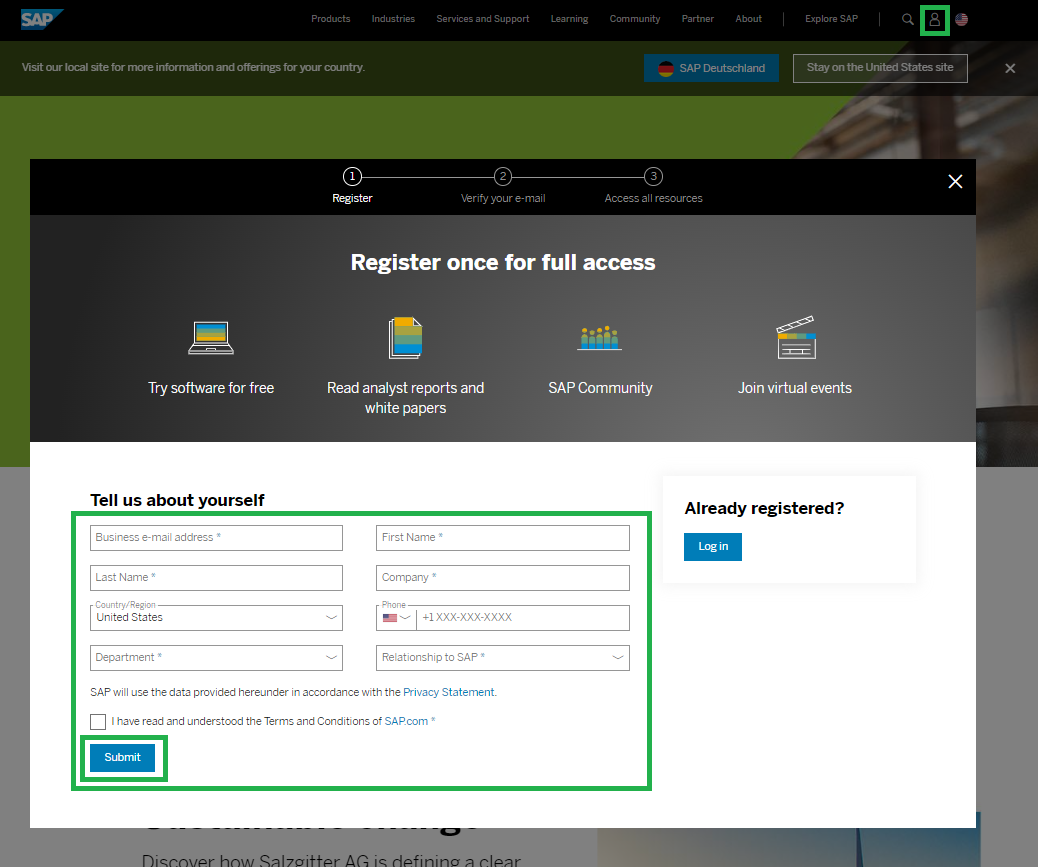 SAP
Products Industries Services and Support Learning Community Partner About Explore SAP
Visit our local site for more information and offerings for your country.
SAP Deutschland
Stay on the United States site
1 2 3
Register Verify your e-mail Access all resources
Register once for full access
Try software for free
Read analyst reports and
white papers
SAP Community
Join virtual events
Tell us about yourself
Business e-mail address *
First Name *
Last Name *
Company *
Country/Region
United States
Phone
+1 XXX-XXX-XXXX
Department *
Relationship to SAP *
SAP will use the data provided hereunder in accordance with the Privacy Statement.
I have read and understood the Terms and Conditions of SAP.com *
Submit
Already registered?
Log in
Discover how Salzgitter AG is defining a clear